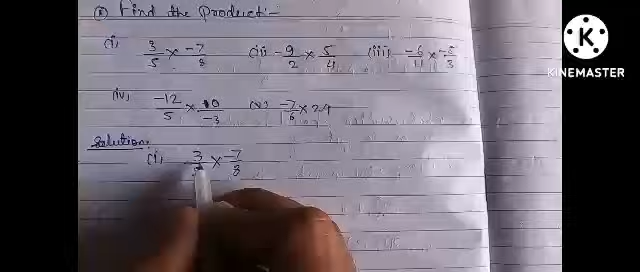 Find the Product:-
(i) 3/5 × -7/8 (ii) -9/2 × 5/4 (iii) -6/11 × -5/3
(iv) -12/5 × 10/-3 (v) -7/6 × 24
Solution:
(i) 3/5 × -7/8
KINEMASTER